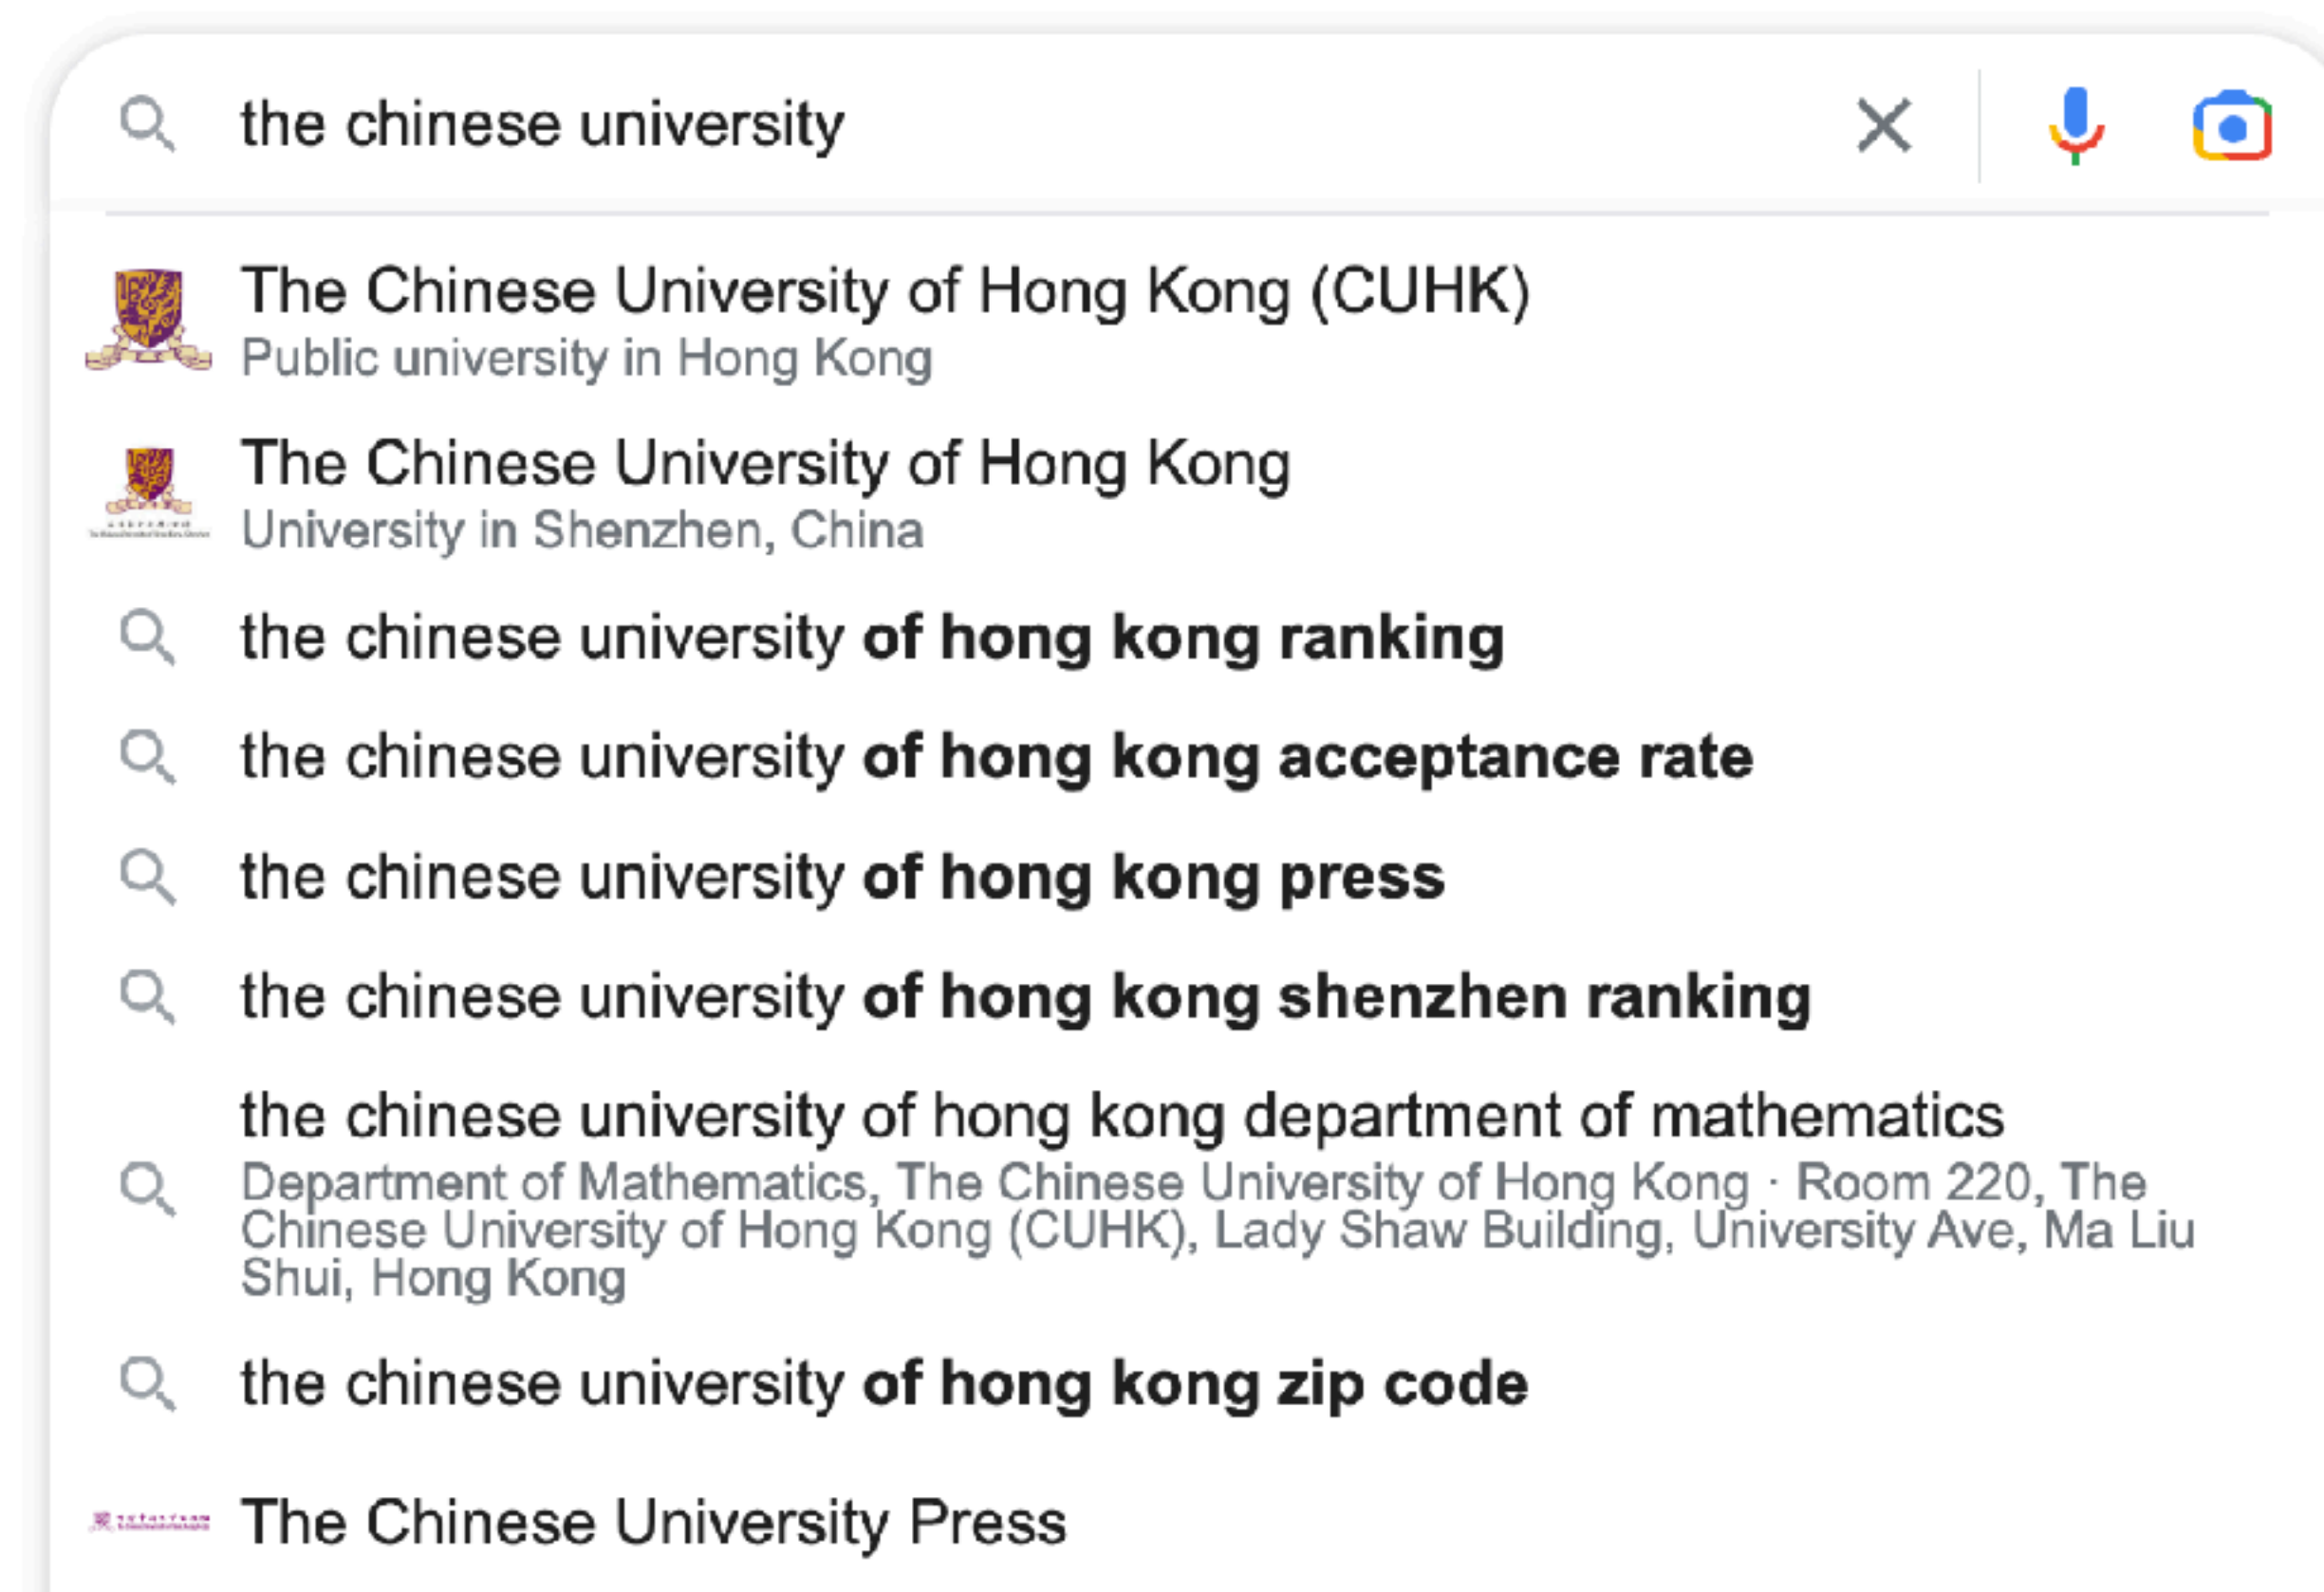 the chinese university
The Chinese University of Hong Kong (CUHK)
Public university in Hong Kong
The Chinese University of Hong Kong
University in Shenzhen, China
the chinese university of hong kong ranking
the chinese university of hong kong acceptance rate
the chinese university of hong kong press
the chinese university of hong kong shenzhen ranking
the chinese university of hong kong department of mathematics
Department of Mathematics, The Chinese University of Hong Kong · Room 220, The
Chinese University of Hong Kong (CUHK), Lady Shaw Building, University Ave, Ma Liu
Shui, Hong Kong
the chinese university of hong kong zip code
The Chinese University Press